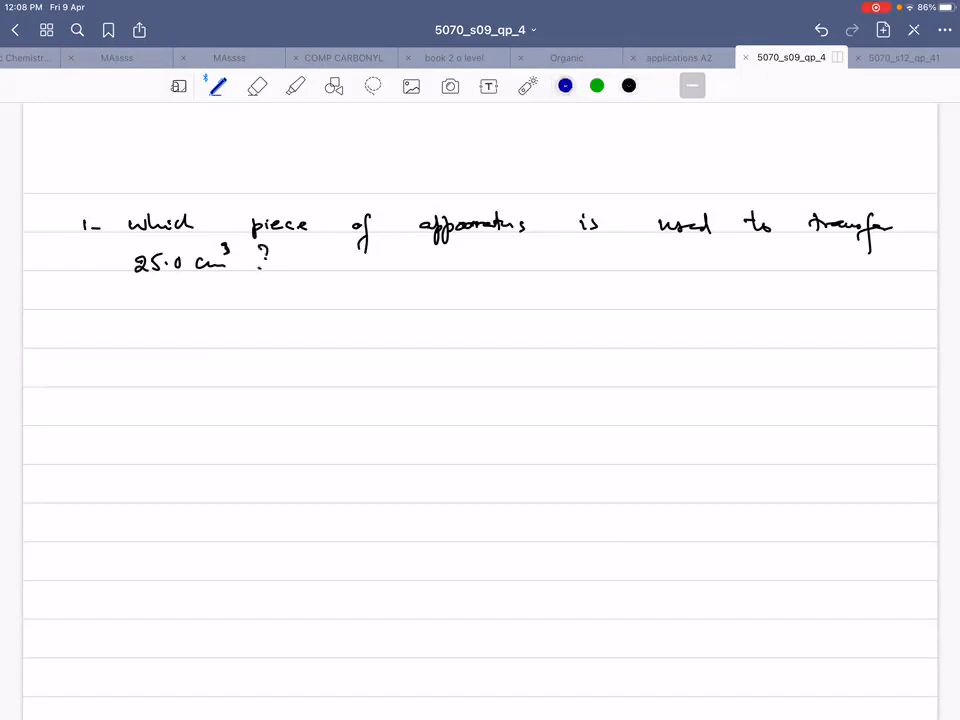 12:08 PM Fri 9 Apr 86%
5070_s09_qp_4
c Chemistr... MAssss MAssss COMP CARBONYL book 2 o level Organic applications A2 5070_s09_qp_4 5070_s12_qp_41
1- which piece of apparatus is used to transfer
25.0 cm³ ?